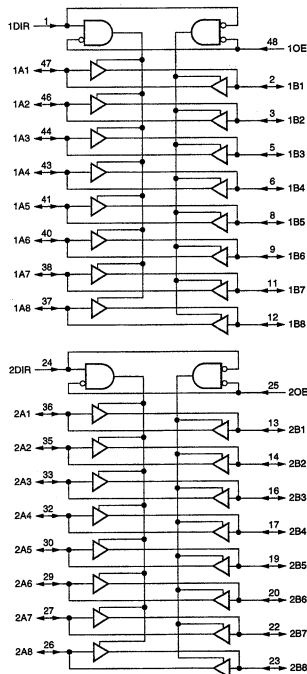 1DIR 1
48 1OE
1A1 47
2 1B1
1A2 46
3 1B2
1A3 44
5 1B3
1A4 43
6 1B4
1A5 41
8 1B5
1A6 40
9 1B6
1A7 38
11 1B7
1A8 37
12 1B8
2DIR 24
25 2OE
2A1 36
13 2B1
2A2 35
14 2B2
2A3 33
16 2B3
2A4 32
17 2B4
2A5 30
19 2B5
2A6 29
20 2B6
2A7 27
22 2B7
2A8 26
23 2B8